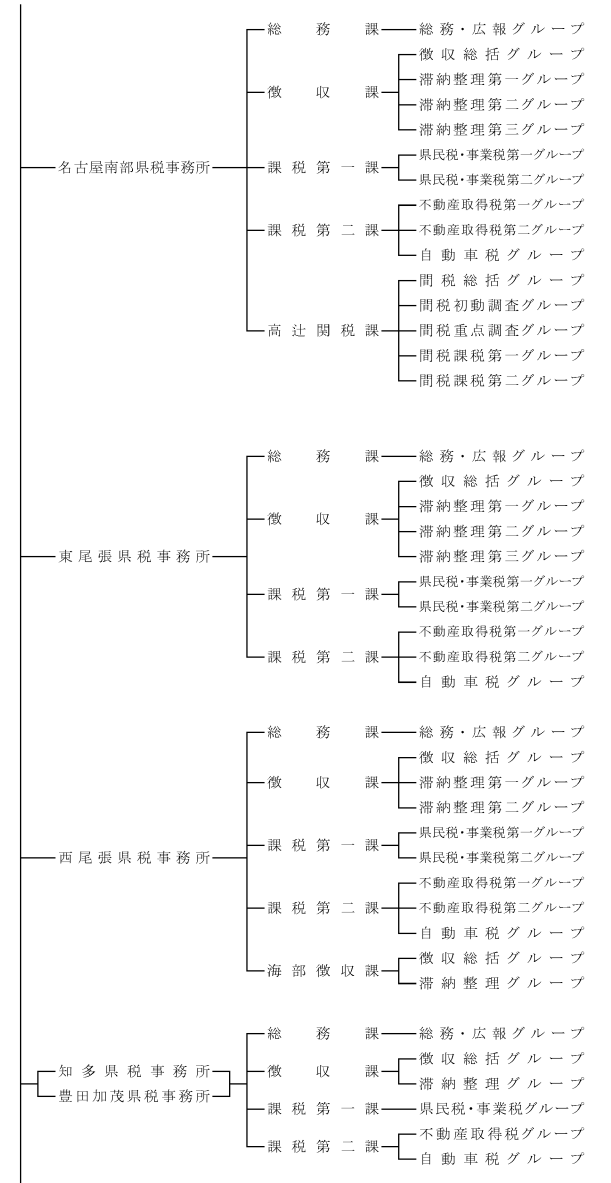 総務課 総務・広報グループ
徴収総括グループ
滞納整理第一グループ
徴収課
滞納整理第二グループ
滞納整理第三グループ
県民税・事業税第一グループ
名古屋南部県税事務所 課税第一課
県民税・事業税第二グループ
不動産取得税第一グループ
課税第二課 不動産取得税第二グループ
自動車税グループ
間税総括グループ
間税初動調査グループ
高辻間税課 間税重点調査グループ
間税課税第一グループ
間税課税第二グループ
総務課 総務・広報グループ
徴収総括グループ
滞納整理第一グループ
徴収課
滞納整理第二グループ
滞納整理第三グループ
東尾張県税事務所
県民税・事業税第一グループ
課税第一課
県民税・事業税第二グループ
不動産取得税第一グループ
課税第二課 不動産取得税第二グループ
自動車税グループ
総務課 総務・広報グループ
徴収総括グループ
徴収課 滞納整理第一グループ
滞納整理第二グループ
県民税・事業税第一グループ
課税第一課
西尾張県税事務所 県民税・事業税第二グループ
不動産取得税第一グループ
課税第二課 不動産取得税第二グループ
自動車税グループ
徴収総括グループ
海部徴収課
滞納整理グループ
総務課 総務・広報グループ
徴収総括グループ
知多県税事務所 徴収課
滞納整理グループ
豊田加茂県税事務所
課税第一課 県民税・事業税グループ
不動産取得税グループ
課税第二課
自動車税グループ